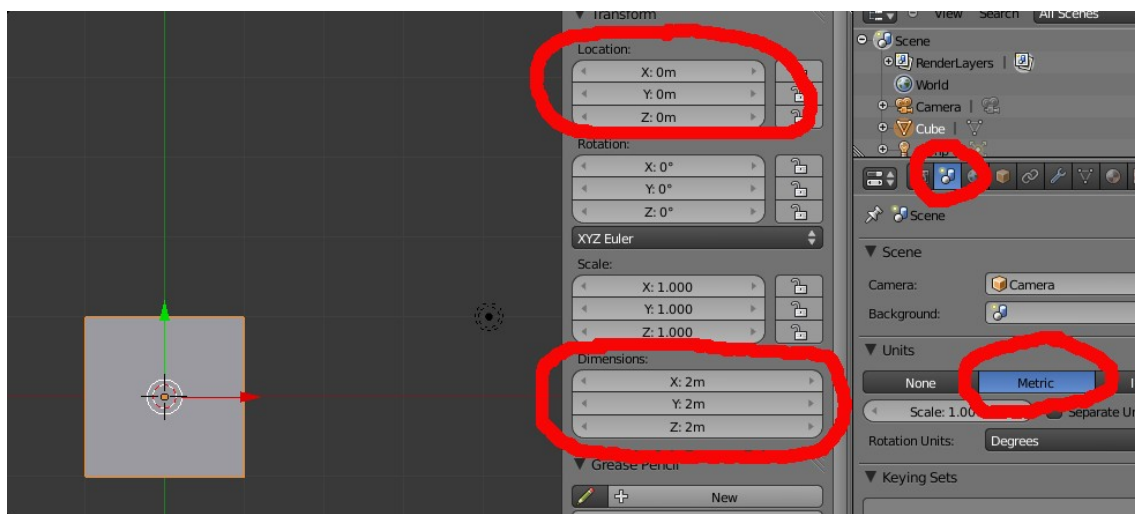 Transform
View Search All Scenes
Location:
X: 0m
Y: 0m
Z: 0m
Rotation:
X: 0°
Y: 0°
Z: 0°
XYZ Euler
Scale:
X: 1.000
Y: 1.000
Z: 1.000
Dimensions:
X: 2m
Y: 2m
Z: 2m
Grease Pencil
New
Scene
RenderLayers
World
Camera
Cube
Scene
Scene
Camera: Camera
Background:
Units
None Metric
Scale: 1.00 Separate
Rotation Units: Degrees
Keying Sets